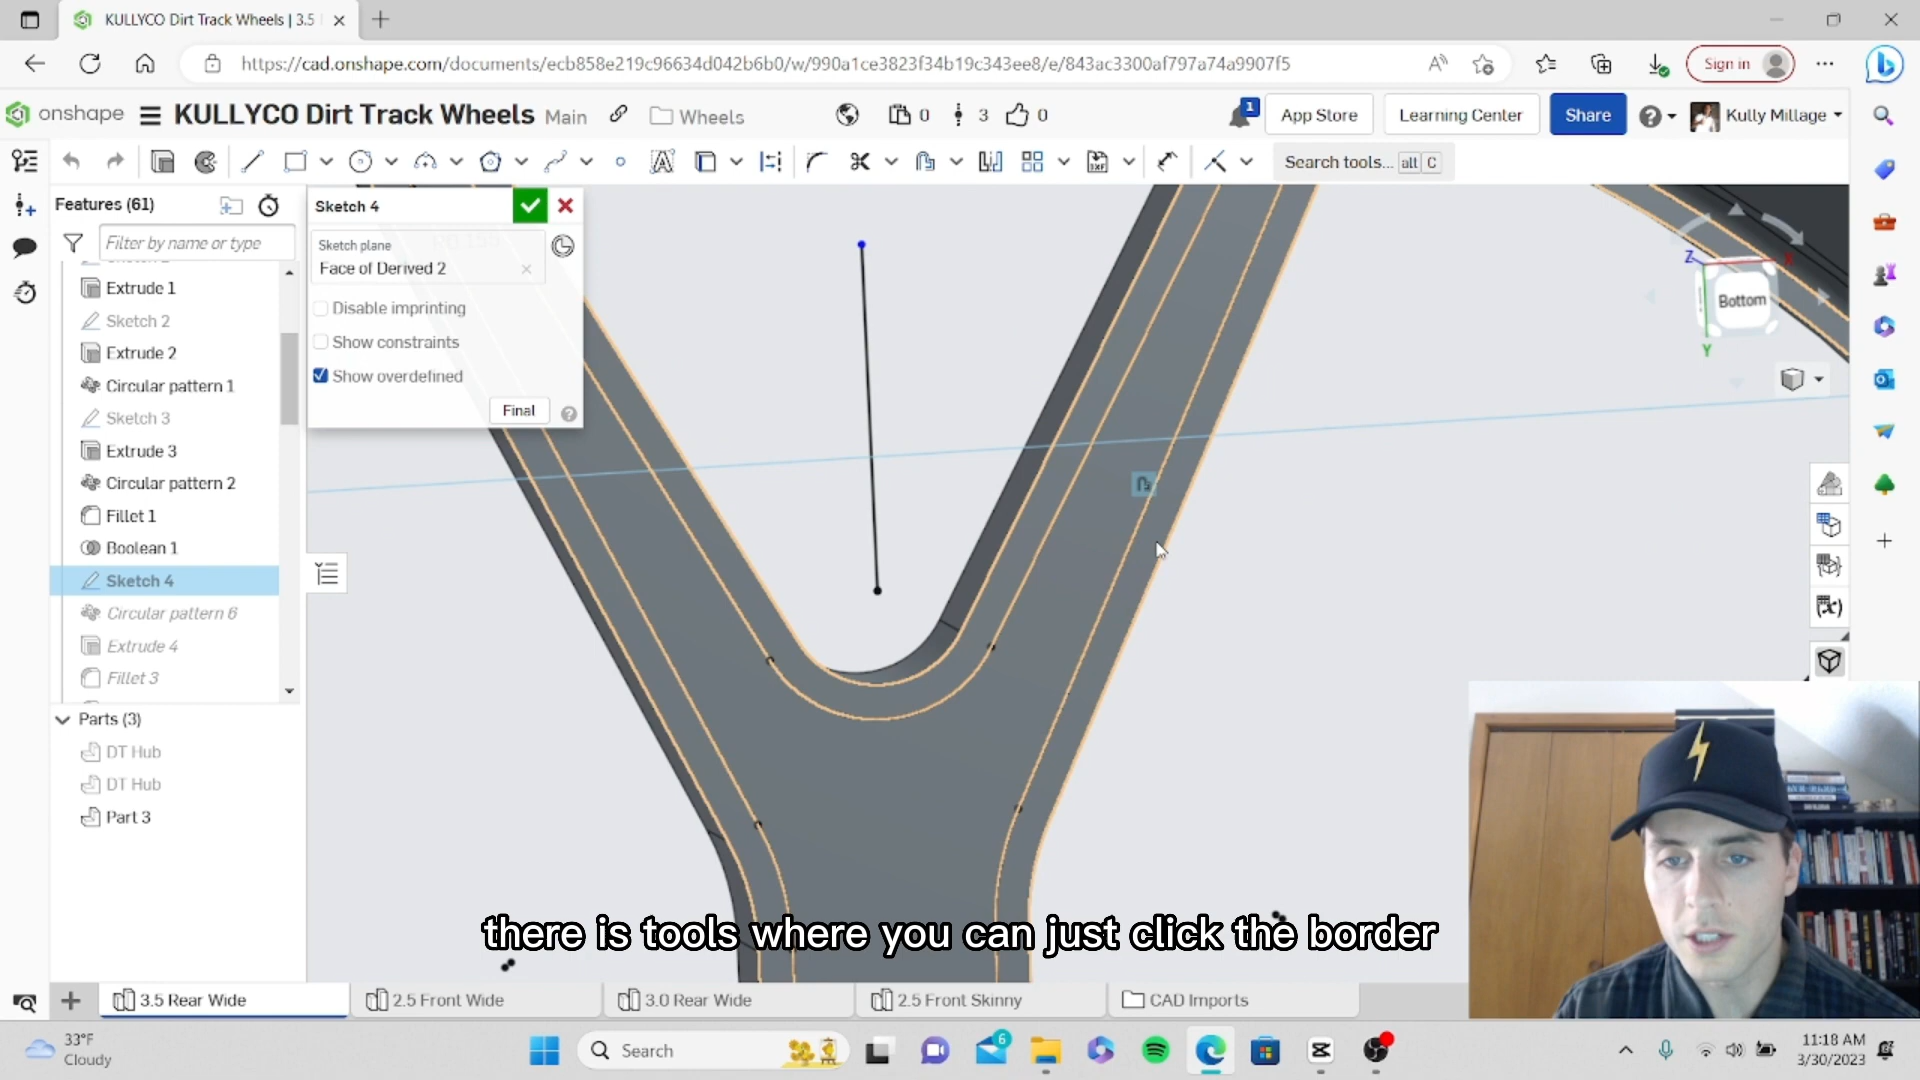 KULLYCO Dirt Track Wheels | 3.5
https://cad.onshape.com/documents/ecb858e219c96634d042b6b0/w/990a1ce3823f34b19c343ee8/e/843ac3300af797a74a9907f5
Sign in
onshape
KULLYCO Dirt Track Wheels
Main
Wheels
0
3
0
1
App Store
Learning Center
Share
Kully Millage
Search tools...
alt
C
Features (61)
Filter by name or type
Extrude 1
Sketch 2
Extrude 2
Circular pattern 1
Sketch 3
Extrude 3
Circular pattern 2
Fillet 1
Boolean 1
Sketch 4
Circular pattern 6
Extrude 4
Fillet 3
Parts (3)
DT Hub
DT Hub
Part 3
Sketch 4
Sketch plane
Face of Derived 2
Disable imprinting
Show constraints
Show overdefined
Final
Z
X
Bottom
Y
there is tools where you can just click the border
3.5 Rear Wide
2.5 Front Wide
3.0 Rear Wide
2.5 Front Skinny
CAD Imports
33°F
Cloudy
Search
6
11:18 AM
3/30/2023